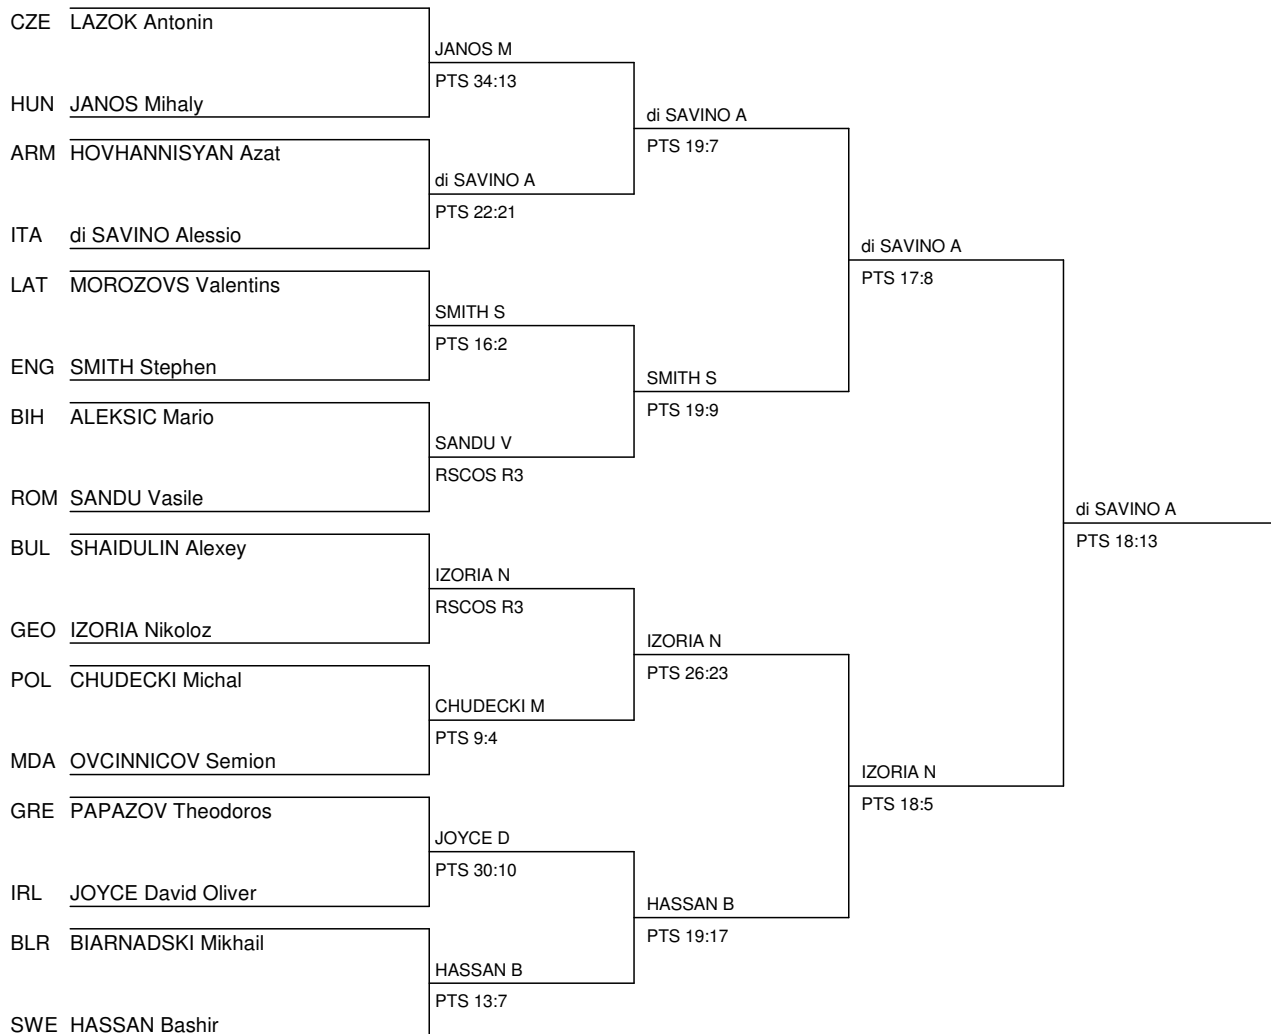 CZE LAZOK Antonin
JANOS M
PTS 34:13
HUN JANOS Mihaly
di SAVINO A
PTS 19:7
ARM HOVHANNISYAN Azat
di SAVINO A
PTS 22:21
ITA di SAVINO Alessio
di SAVINO A
PTS 17:8
LAT MOROZOVS Valentins
SMITH S
PTS 16:2
ENG SMITH Stephen
SMITH S
PTS 19:9
BIH ALEKSIC Mario
SANDU V
RSCOS R3
ROM SANDU Vasile
di SAVINO A
PTS 18:13
BUL SHAIDULIN Alexey
IZORIA N
RSCOS R3
GEO IZORIA Nikoloz
IZORIA N
PTS 26:23
POL CHUDECKI Michal
CHUDECKI M
PTS 9:4
MDA OVCINNICOV Semion
IZORIA N
PTS 18:5
GRE PAPAZOV Theodoros
JOYCE D
PTS 30:10
IRL JOYCE David Oliver
HASSAN B
PTS 19:17
BLR BIARNADSKI Mikhail
HASSAN B
PTS 13:7
SWE HASSAN Bashir